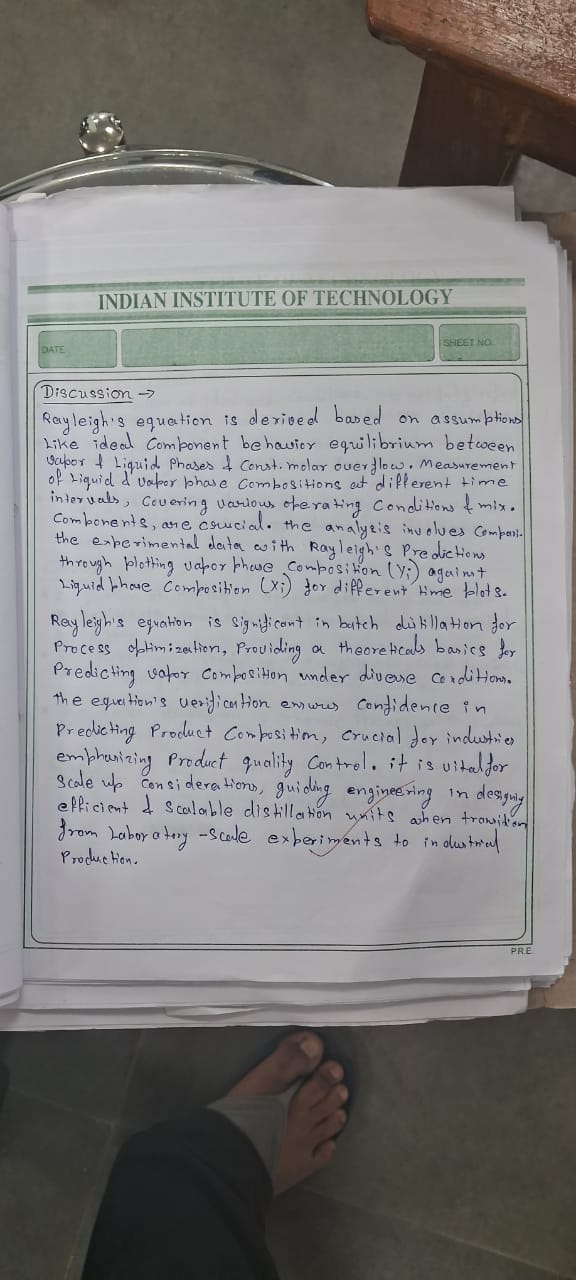 INDIAN INSTITUTE OF TECHNOLOGY
DATE
SHEET NO.
Discussion →
Rayleigh's equation is derived based on assumptions
Like ideal Component behavior equilibrium between
vapor & Liquid Phases & Const. molar overflow. Measurement
of Liquid & vapor phase Compositions at different time
intervals, Covering various operating Conditions & mix.
Components, are crucial. the analysis involves Compari-
the experimental data with Rayleigh's Predictions
through plotting vapor phase Composition (Yi) against
Liquid phase Composition (Xi) for different time plots.
Rayleigh's equation is Significant in batch distillation for
Process optimization, Providing a theoreticals basics for
Predicting vapor Composition under diverse Conditions.
the equation's verification ensures Confidence in
Predicting Product Composition, Crucial for industries
emphasizing Product quality Control. it is vital for
Scale up Considerations, guiding engineering in designing
efficient & Scalable distillation units when transition
from Laboratory -Scale experiments to industrial
Production.
P.R.E.